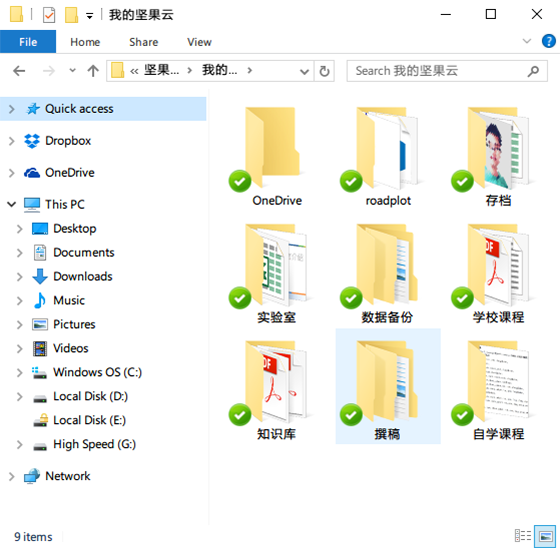 我的坚果云
File Home Share View
« 坚果... 我的... Search 我的坚果云
Quick access
Dropbox
OneDrive
This PC
Desktop
Documents
Downloads
Music
Pictures
Videos
Windows OS (C:)
Local Disk (D:)
Local Disk (E:)
High Speed (G:)
Network
OneDrive roadplot 存档
实验室 数据备份 学校课程
知识库 撰稿 自学课程
9 items